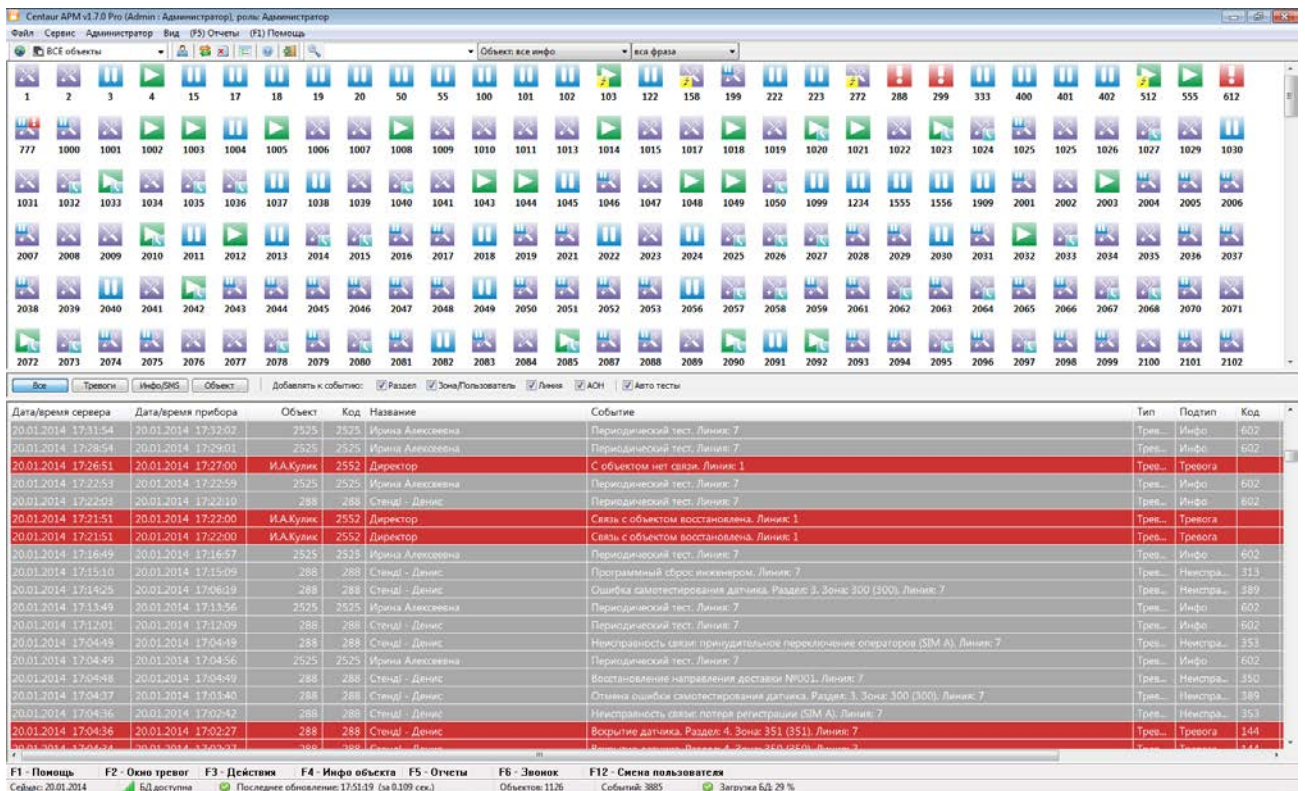 Centaur APM v1.7.0 Pro (Admin : Администратор), роль: Администратор
Файл Сервис Администратор Вид (F5) Отчеты (F1) Помощь
ВСЕ объекты Объект: все инфо вся фраза
1 2 3 4 15 17 18 19 20 50 55 100 101 102 103 122 158 199 222 223 272 288 299 333 400 401 402 512 555 612
777 1000 1001 1002 1003 1004 1005 1006 1007 1008 1009 1010 1011 1013 1014 1015 1017 1018 1019 1020 1021 1022 1023 1024 1025 1025 1026 1027 1029 1030
1031 1032 1033 1034 1035 1036 1037 1038 1039 1040 1041 1043 1044 1045 1046 1047 1048 1049 1050 1099 1234 1555 1556 1909 2001 2002 2003 2004 2005 2006
2007 2008 2009 2010 2011 2012 2013 2014 2015 2016 2017 2018 2019 2021 2022 2023 2024 2025 2026 2027 2028 2029 2030 2031 2032 2033 2034 2035 2036 2037
2038 2039 2040 2041 2042 2043 2044 2045 2046 2047 2048 2049 2050 2051 2052 2053 2056 2057 2058 2059 2061 2062 2063 2064 2065 2066 2067 2068 2070 2071
2072 2073 2074 2075 2076 2077 2078 2079 2080 2081 2082 2083 2084 2085 2087 2088 2089 2090 2091 2092 2093 2094 2095 2096 2097 2098 2099 2100 2101 2102
Все Тревоги Инфо/SMS Объект Добавлять к событию: Раздел Зона/Пользователь Линия АОН Авто тесты
Дата/время сервера Дата/время прибора Объект Код Название Событие Тип Подтип Код
20.01.2014 17:31:54 20.01.2014 17:32:02 2525 2525 Ирина Алексеевна Периодический тест. Линия: 7 Трев... Инфо 602
20.01.2014 17:28:54 20.01.2014 17:29:01 2525 2525 Ирина Алексеевна Периодический тест. Линия: 7 Трев... Инфо 602
20.01.2014 17:26:51 20.01.2014 17:27:00 И.А.Кулик 2552 Директор С объектом нет связи. Линия: 1 Трев... Тревога
20.01.2014 17:22:53 20.01.2014 17:22:59 2525 2525 Ирина Алексеевна Периодический тест. Линия: 7 Трев... Инфо 602
20.01.2014 17:22:03 20.01.2014 17:22:10 288 288 Стенд! - Денис Периодический тест. Линия: 7 Трев... Инфо 602
20.01.2014 17:21:51 20.01.2014 17:22:00 И.А.Кулик 2552 Директор Связь с объектом восстановлена. Линия: 1 Трев... Тревога
20.01.2014 17:21:51 20.01.2014 17:22:00 И.А.Кулик 2552 Директор Связь с объектом восстановлена. Линия: 1 Трев... Тревога
20.01.2014 17:16:49 20.01.2014 17:16:57 2525 2525 Ирина Алексеевна Периодический тест. Линия: 7 Трев... Инфо 602
20.01.2014 17:15:10 20.01.2014 17:15:09 288 288 Стенд! - Денис Программный сброс инженером. Линия: 7 Трев... Неиспра... 313
20.01.2014 17:14:25 20.01.2014 17:06:19 288 288 Стенд! - Денис Ошибка самотестирования датчика. Раздел: 3. Зона: 300 (300). Линия: 7 Трев... Неиспра... 389
20.01.2014 17:13:49 20.01.2014 17:13:56 2525 2525 Ирина Алексеевна Периодический тест. Линия: 7 Трев... Инфо 602
20.01.2014 17:12:01 20.01.2014 17:12:09 288 288 Стенд! - Денис Периодический тест. Линия: 7 Трев... Инфо 602
20.01.2014 17:04:49 20.01.2014 17:04:49 288 288 Стенд! - Денис Неисправность связи: принудительное переключение операторов (SIM A). Линия: 7 Трев... Неиспра... 353
20.01.2014 17:04:49 20.01.2014 17:04:56 2525 2525 Ирина Алексеевна Периодический тест. Линия: 7 Трев... Инфо 602
20.01.2014 17:04:48 20.01.2014 17:04:49 288 288 Стенд! - Денис Восстановление направления доставки №001. Линия: 7 Трев... Неиспра... 350
20.01.2014 17:04:37 20.01.2014 17:03:40 288 288 Стенд! - Денис Отмена ошибки самотестирования датчика. Раздел: 3. Зона: 300 (300). Линия: 7 Трев... Неиспра... 389
20.01.2014 17:04:36 20.01.2014 17:02:42 288 288 Стенд! - Денис Неисправность связи: потеря регистрации (SIM A). Линия: 7 Трев... Неиспра... 353
20.01.2014 17:04:36 20.01.2014 17:02:27 288 288 Стенд! - Денис Вскрытие датчика. Раздел: 4. Зона: 351 (351). Линия: 7 Трев... Тревога 144
20.01.2014 17:04:34 20.01.2014 17:02:27 288 288 Стенд! - Денис Вскрытие датчика. Раздел: 4. Зона: 350 (350). Линия: 7 Трев... Тревога 144
F1 - Помощь F2 - Окно тревог F3 - Действия F4 - Инфо объекта F5 - Отчеты F6 - Звонок F12 - Смена пользователя
Сейчас: 20.01.2014 БД доступна Последнее обновление: 17:51:19 (за 0.109 сек.) Объектов: 1126 Событий: 3885 Загрузка БД: 29 %